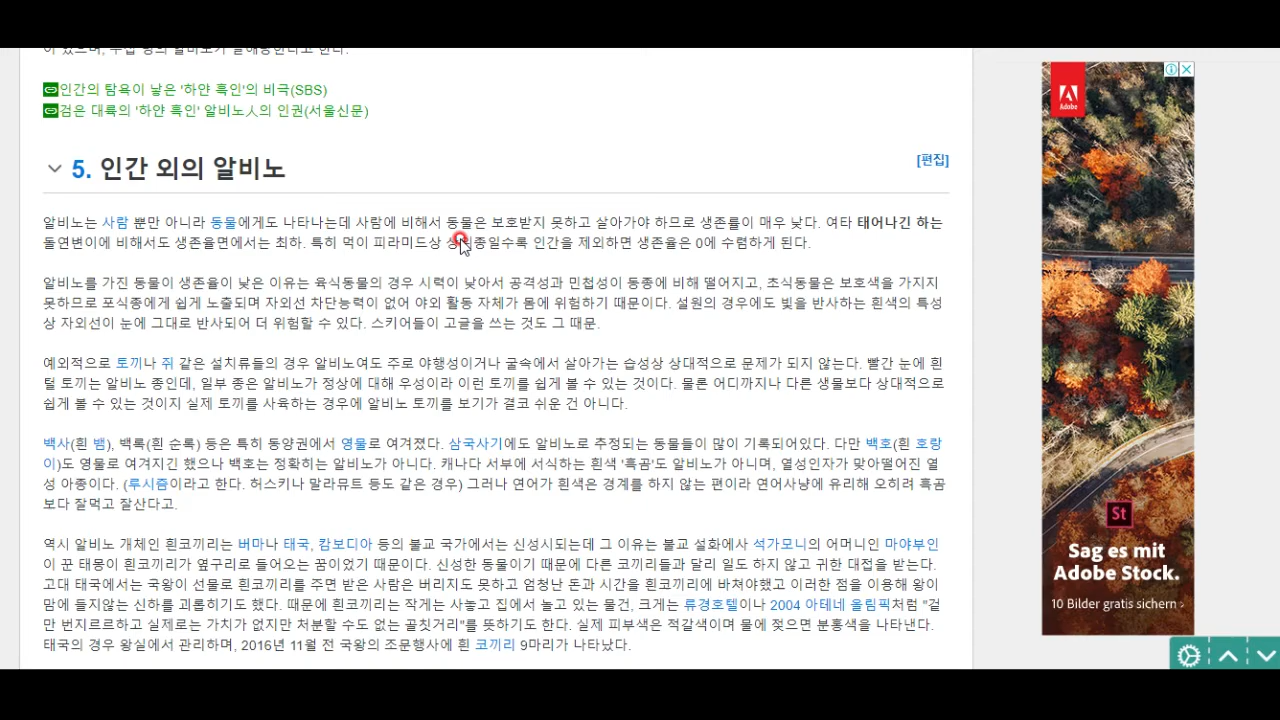 인간의 탐욕이 낳은 '하얀 흑인'의 비극(SBS)
검은 대륙의 '하얀 흑인' 알비노人의 인권(서울신문)
5. 인간 외의 알비노
[편집]
알비노는 사람 뿐만 아니라 동물에게도 나타나는데 사람에 비해서 동물은 보호받지 못하고 살아가야 하므로 생존률이 매우 낮다. 여타 태어나긴 하는
돌연변이에 비해서도 생존율면에서는 최하. 특히 먹이 피라미드상 종일수록 인간을 제외하면 생존율은 0에 수렴하게 된다.
알비노를 가진 동물이 생존율이 낮은 이유는 육식동물의 경우 시력이 낮아서 공격성과 민첩성이 동종에 비해 떨어지고, 초식동물은 보호색을 가지지
못하므로 포식종에게 쉽게 노출되며 자외선 차단능력이 없어 야외 활동 자체가 몸에 위험하기 때문이다. 설원의 경우에도 빛을 반사하는 흰색의 특성
상 자외선이 눈에 그대로 반사되어 더 위험할 수 있다. 스키어들이 고글을 쓰는 것도 그 때문.
예외적으로 토끼나 쥐 같은 설치류들의 경우 알비노여도 주로 야행성이거나 굴속에서 살아가는 습성상 상대적으로 문제가 되지 않는다. 빨간 눈에 흰
털 토끼는 알비노 종인데, 일부 종은 알비노가 정상에 대해 우성이라 이런 토끼를 쉽게 볼 수 있는 것이다. 물론 어디까지나 다른 생물보다 상대적으로
쉽게 볼 수 있는 것이지 실제 토끼를 사육하는 경우에 알비노 토끼를 보기가 결코 쉬운 건 아니다.
백사(흰 뱀), 백록(흰 순록) 등은 특히 동양권에서 영물로 여겨졌다. 삼국사기에도 알비노로 추정되는 동물들이 많이 기록되어있다. 다만 백호(흰 호랑
이)도 영물로 여겨지긴 했으나 백호는 정확히는 알비노가 아니다. 캐나다 서부에 서식하는 흰색 '흑곰'도 알비노가 아니며, 열성인자가 맞아떨어진 열
성 아종이다. (루시즘이라고 한다. 허스키나 말라뮤트 등도 같은 경우) 그러나 연어가 흰색은 경계를 하지 않는 편이라 연어사냥에 유리해 오히려 흑곰
보다 잘먹고 잘산다고.
역시 알비노 개체인 흰코끼리는 버마나 태국, 캄보디아 등의 불교 국가에서는 신성시되는데 그 이유는 불교 설화에사 석가모니의 어머니인 마야부인
이 꾼 태몽이 흰코끼리가 옆구리로 들어오는 꿈이었기 때문이다. 신성한 동물이기 때문에 다른 코끼리들과 달리 일도 하지 않고 귀한 대접을 받는다.
고대 태국에서는 국왕이 선물로 흰코끼리를 주면 받은 사람은 버리지도 못하고 엄청난 돈과 시간을 흰코끼리에 바쳐야했고 이러한 점을 이용해 왕이
맘에 들지않는 신하를 괴롭히기도 했다. 때문에 흰코끼리는 작게는 사놓고 집에서 놀고 있는 물건, 크게는 류경호텔이나 2004 아테네 올림픽처럼 "겉
만 번지르르하고 실제로는 가치가 없지만 처분할 수도 없는 골칫거리"를 뜻하기도 한다. 실제 피부색은 적갈색이며 물에 젖으면 분홍색을 나타낸다.
태국의 경우 왕실에서 관리하며, 2016년 11월 전 국왕의 조문행사에 흰 코끼리 9마리가 나타났다.
Adobe
St
Sag es mit
Adobe Stock.
10 Bilder gratis sichern ›